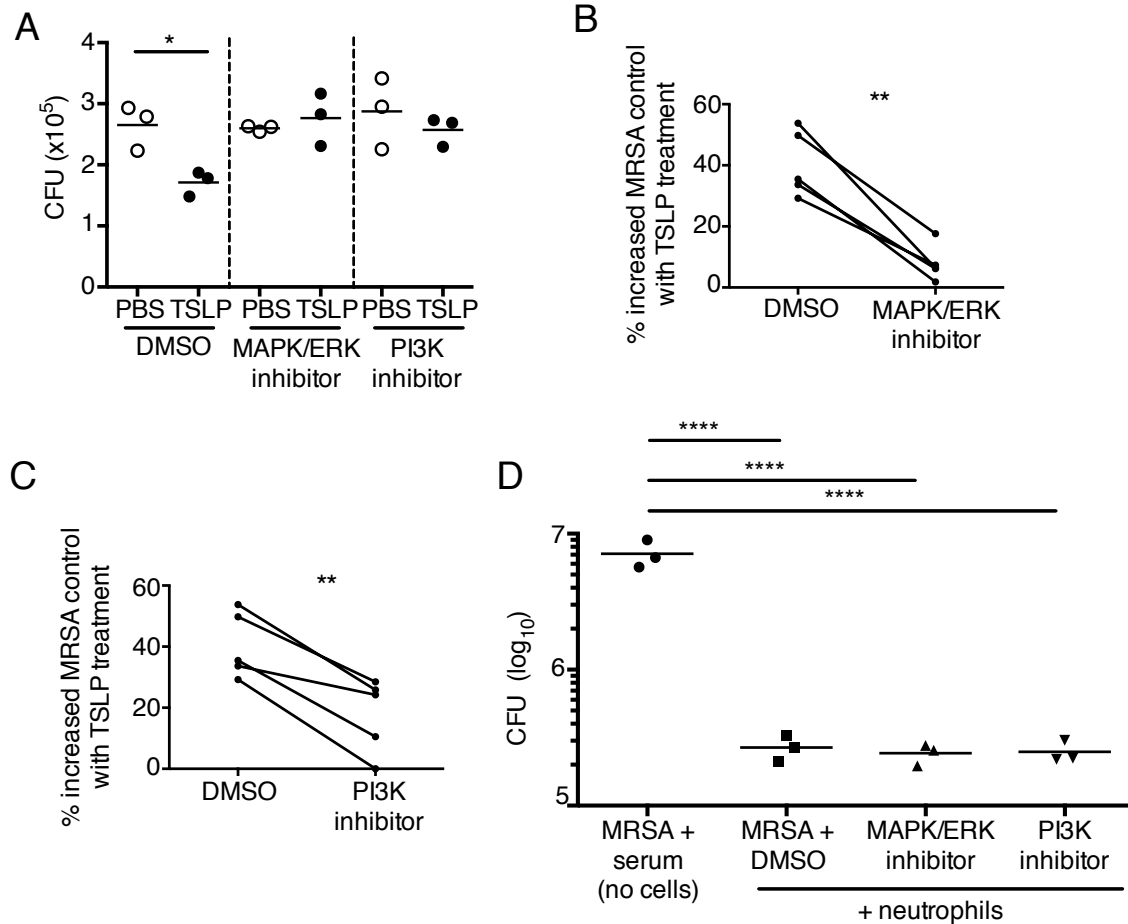 A
CFU (x10⁵)
4
3
2
1
0
*
PBS TSLP PBS TSLP PBS TSLP
DMSO
MAPK/ERK
inhibitor
PI3K
inhibitor
B
% increased MRSA control
with TSLP treatment
60
40
20
0
**
DMSO
MAPK/ERK
inhibitor
C
% increased MRSA control
with TSLP treatment
60
40
20
0
**
DMSO
PI3K
inhibitor
D
****
****
****
CFU (log₁₀)
7
6
5
MRSA +
serum
(no cells)
MRSA +
DMSO
MAPK/ERK
inhibitor
PI3K
inhibitor
+ neutrophils